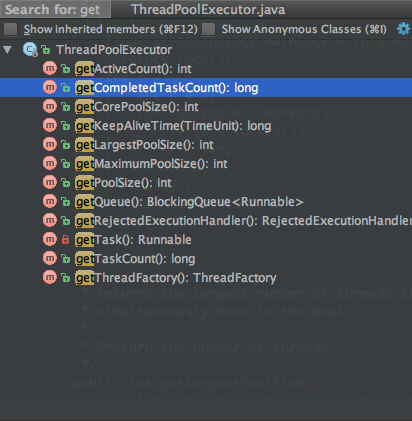 Search for: get ThreadPoolExecutor.java
Show inherited members (⌘F12) Show Anonymous Classes (⌘I)
ThreadPoolExecutor
getActiveCount(): int
getCompletedTaskCount(): long
getCorePoolSize(): int
getKeepAliveTime(TimeUnit): long
getLargestPoolSize(): int
getMaximumPoolSize(): int
getPoolSize(): int
getQueue(): BlockingQueue<Runnable>
getRejectedExecutionHandler(): RejectedExecutionHandler
getTask(): Runnable
getTaskCount(): long
getThreadFactory(): ThreadFactory
* Returns the largest number of threads th
* simultaneously been in the pool.
*
* @return the number of threads
*/
public int getLargestPoolSize() {